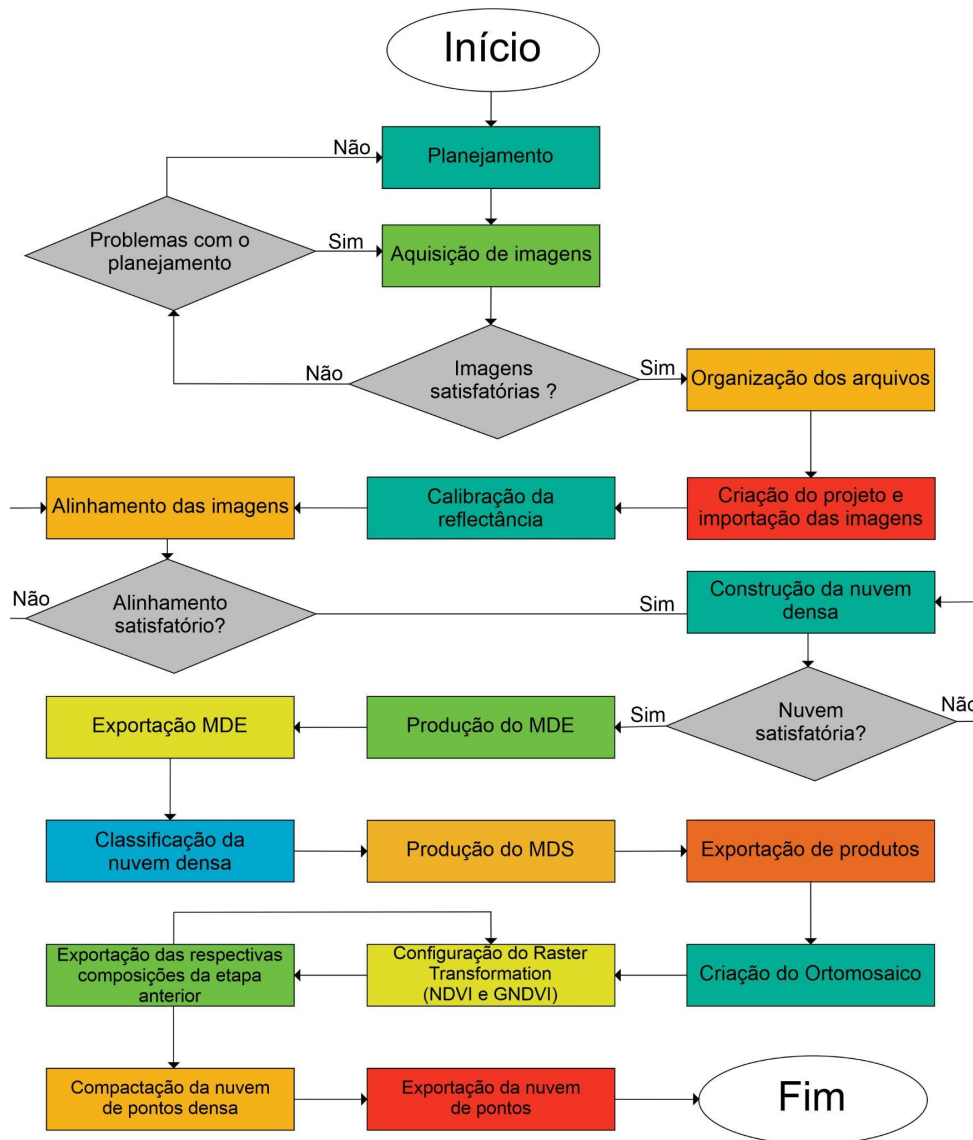 Início
Não
Planejamento
Problemas com o
planejamento
Sim
Aquisição de imagens
Não
Imagens
satisfatórias ?
Sim
Organização dos arquivos
Alinhamento das imagens
Calibração da
reflectância
Criação do projeto e
importação das imagens
Não
Alinhamento
satisfatório?
Sim
Construção da nuvem
densa
Exportação MDE
Produção do MDE
Sim
Nuvem
satisfatória?
Não
Classificação da
nuvem densa
Produção do MDS
Exportação de produtos
Exportação das respectivas
composições da etapa
anterior
Configuração do Raster
Transformation
(NDVI e GNDVI)
Criação do Ortomosaico
Compactação da nuvem
de pontos densa
Exportação da nuvem
de pontos
Fim